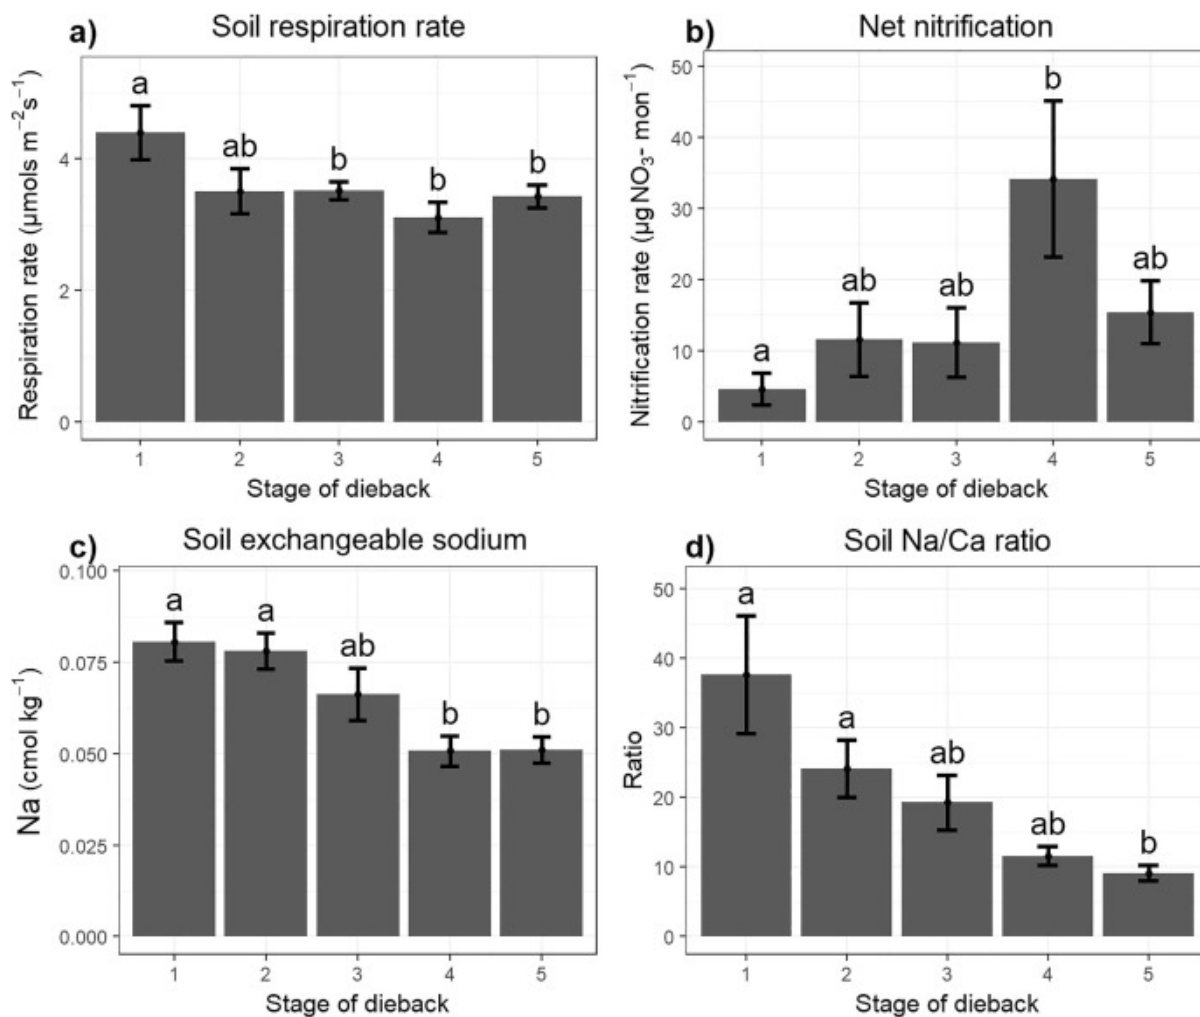 a) Soil respiration rate
Respiration rate (µmols m⁻²s⁻¹)
4
2
0
a
ab
b
b
b
1 2 3 4 5
Stage of dieback
b) Net nitrification
Nitrification rate (µg NO₃- mon⁻¹)
50
40
30
20
10
0
a
ab
ab
b
ab
1 2 3 4 5
Stage of dieback
c) Soil exchangeable sodium
Na (cmol kg⁻¹)
0.100
0.075
0.050
0.025
0.000
a
a
ab
b
b
1 2 3 4 5
Stage of dieback
d) Soil Na/Ca ratio
Ratio
50
40
30
20
10
0
a
a
ab
ab
b
1 2 3 4 5
Stage of dieback